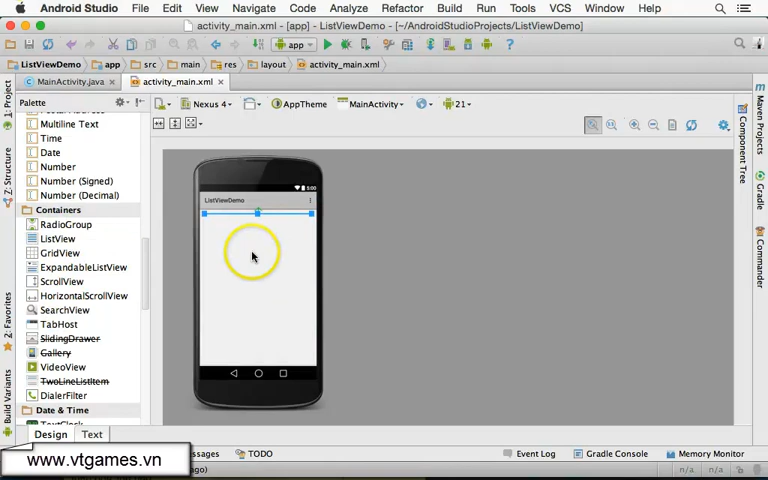 Android Studio File Edit View Navigate Code Analyze Refactor Build Run Tools VCS Window Help
activity_main.xml - [app] - ListViewDemo - [~/AndroidStudioProjects/ListViewDemo]
app
ListViewDemo app src main res layout activity_main.xml
MainActivity.java activity_main.xml
Palette Nexus 4 AppTheme MainActivity 21
Multiline Text
Time
Date
Number
Number (Signed)
Number (Decimal)
Containers
RadioGroup
ListView
GridView
ExpandableListView
ScrollView
HorizontalScrollView
SearchView
TabHost
SlidingDrawer
Gallery
VideoView
TwoLineListItem
DialerFilter
Date & Time
5:00
ListViewDemo
1: Project
7: Structure
2: Favorites
Build Variants
Maven Projects
Gradle
Commander
Component Tree
Design Text
www.vtgames.vn
TODO Event Log Gradle Console Memory Monitor
n/a n/a